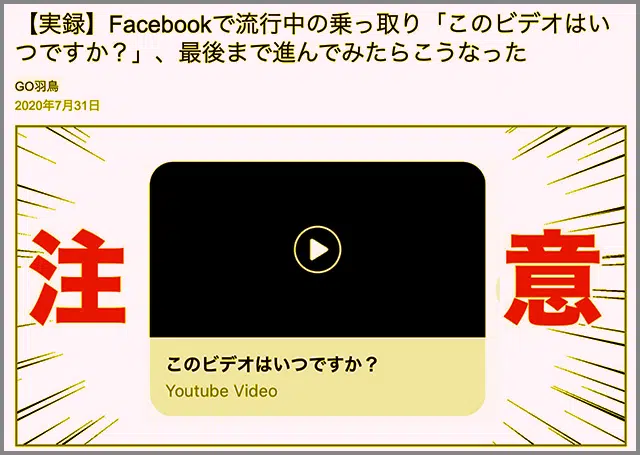 【実録】Facebookで流行中の乗っ取り「このビデオはい
つですか？」、最後まで進んでみたらこうなった
GO羽鳥
2020年7月31日
注
意
このビデオはいつですか？
Youtube Video